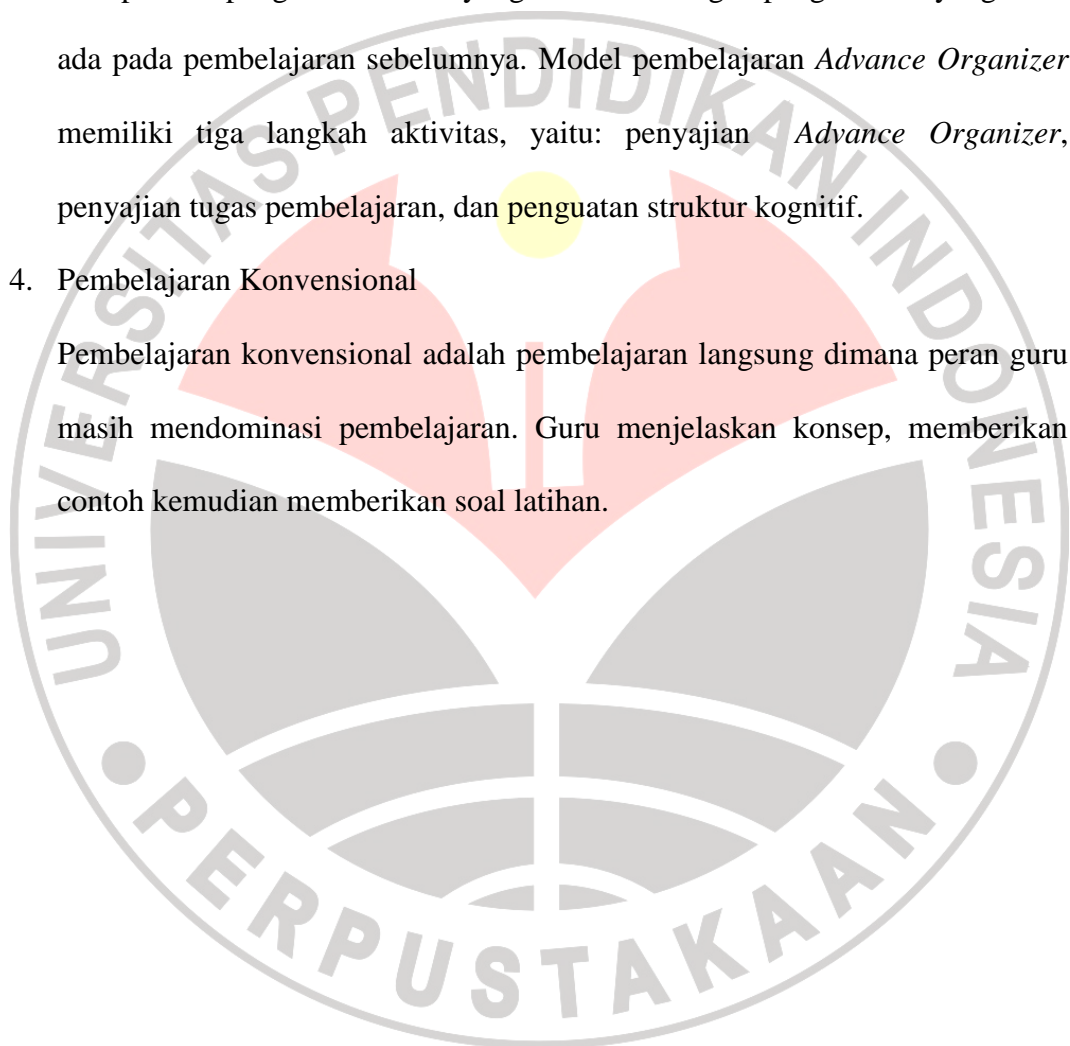 ada pada pembelajaran sebelumnya. Model pembelajaran Advance Organizer
memiliki tiga langkah aktivitas, yaitu: penyajian Advance Organizer,
penyajian tugas pembelajaran, dan penguatan struktur kognitif.
4. Pembelajaran Konvensional
Pembelajaran konvensional adalah pembelajaran langsung dimana peran guru
masih mendominasi pembelajaran. Guru menjelaskan konsep, memberikan
contoh kemudian memberikan soal latihan.
UNIVERSITAS PENDIDIKAN INDONESIA
PERPUSTAKAAN